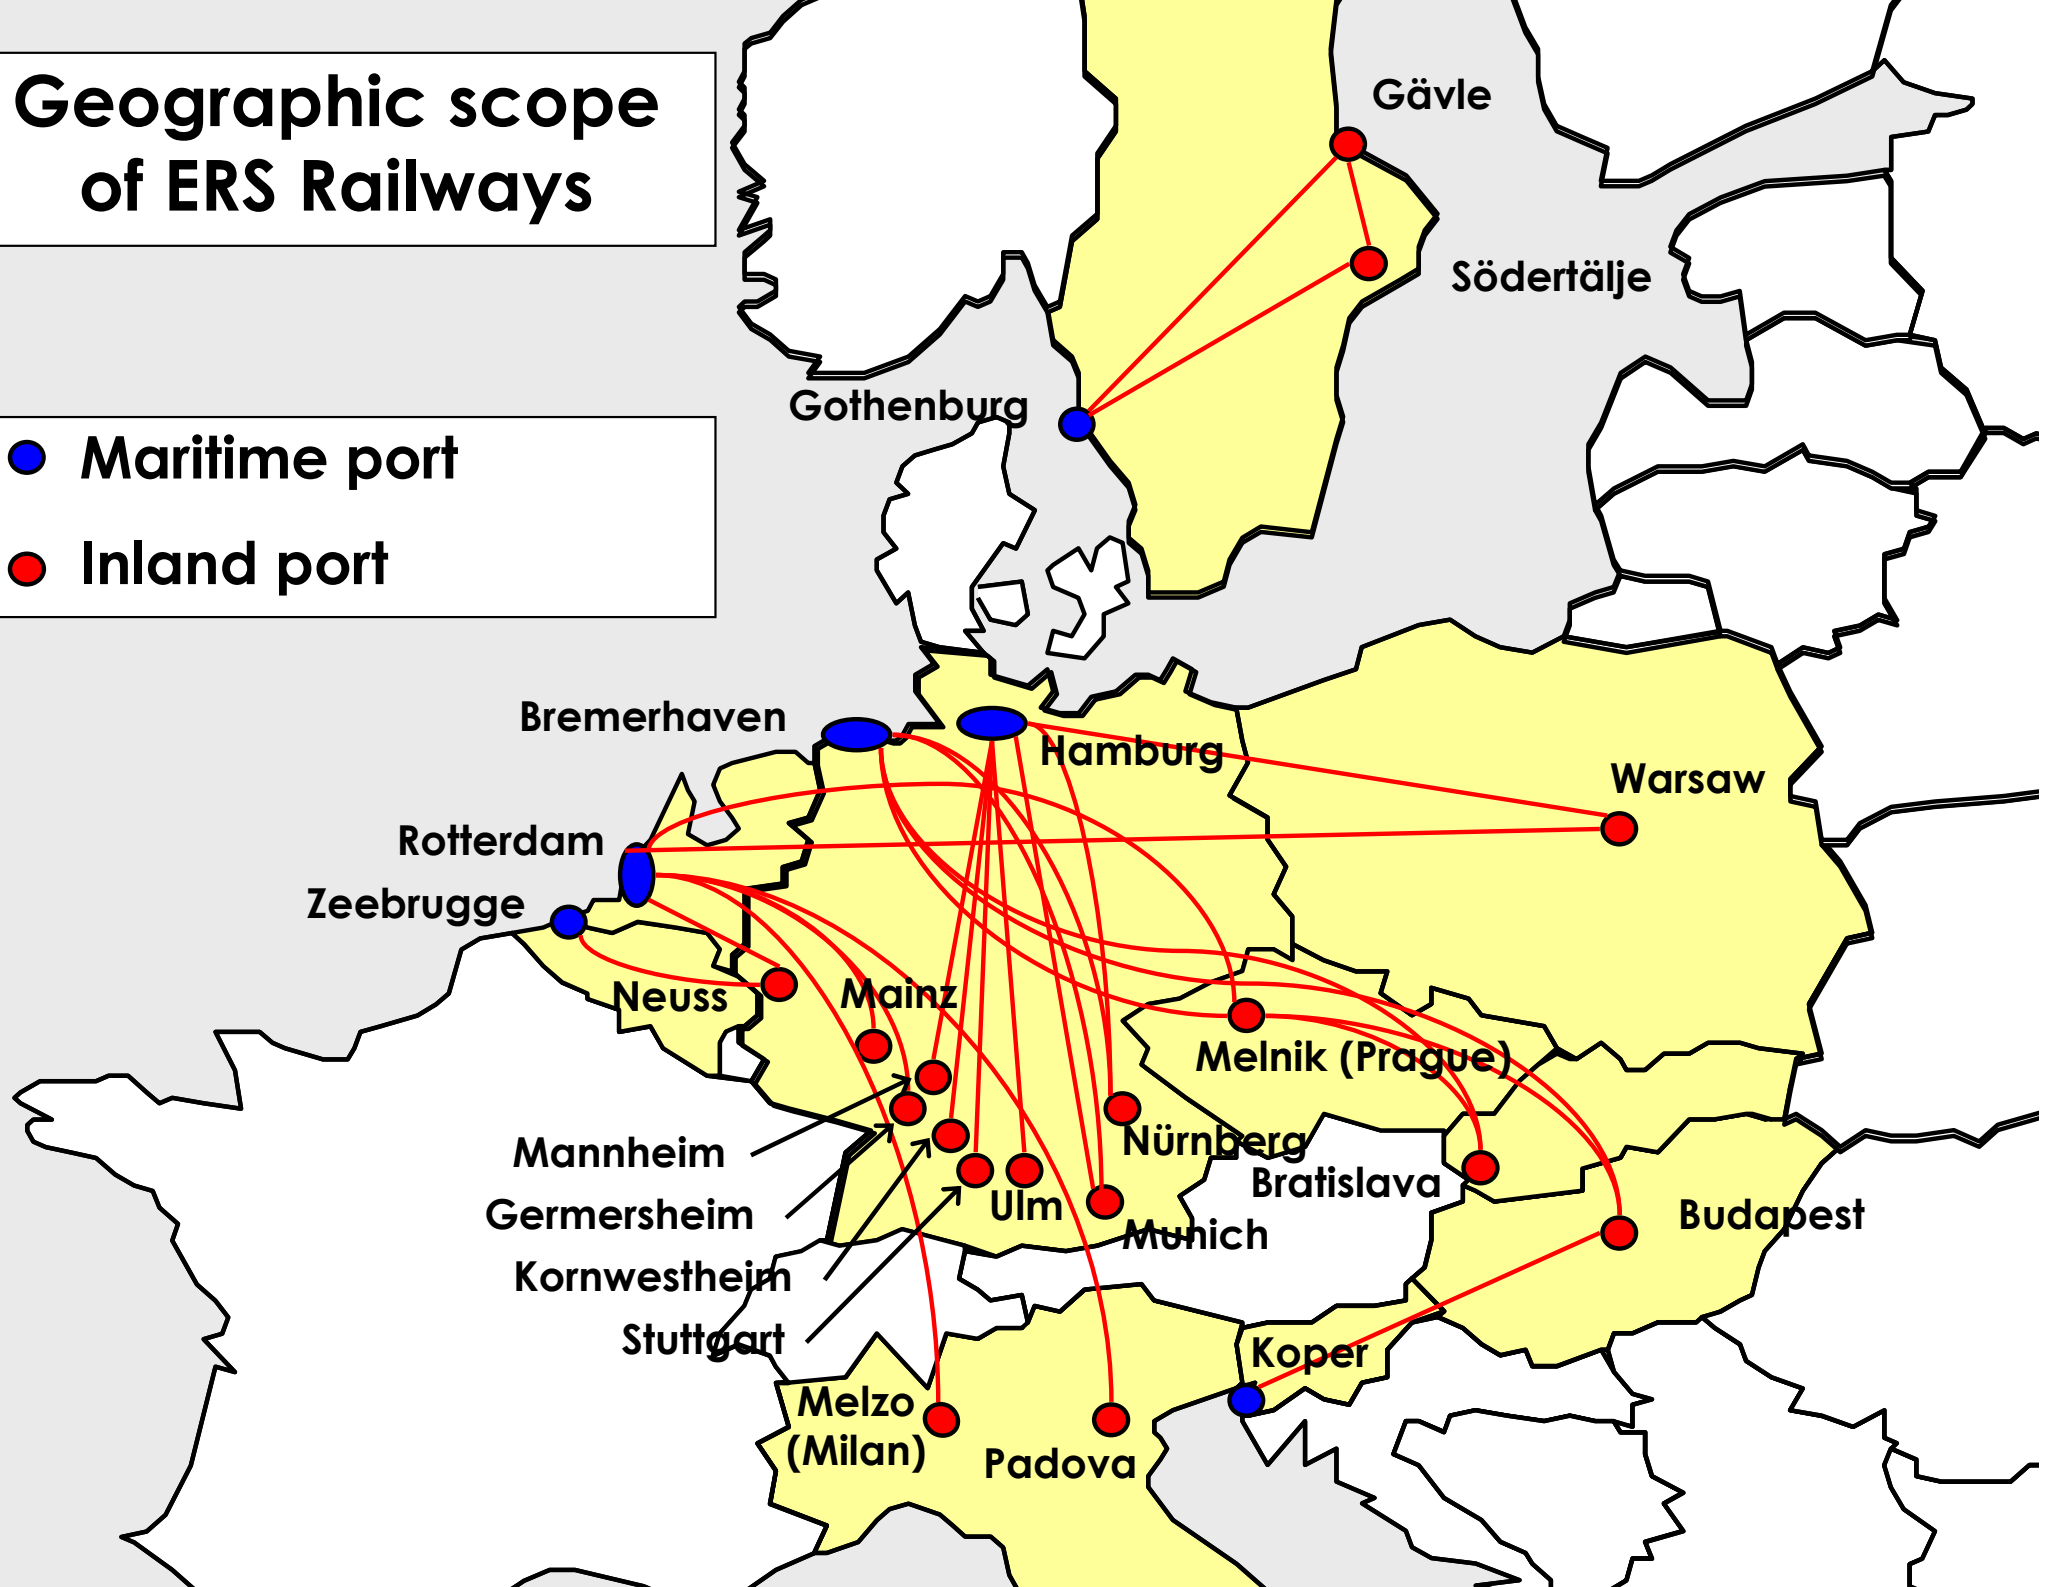 Geographic scope
of ERS Railways
Maritime port
Inland port
Gävle
Södertälje
Gothenburg
Bremerhaven
Hamburg
Warsaw
Rotterdam
Zeebrugge
Neuss
Mainz
Melnik (Prague)
Mannheim
Nürnberg
Bratislava
Germersheim
Ulm
Munich
Budapest
Kornwestheim
Stuttgart
Koper
Melzo
(Milan)
Padova